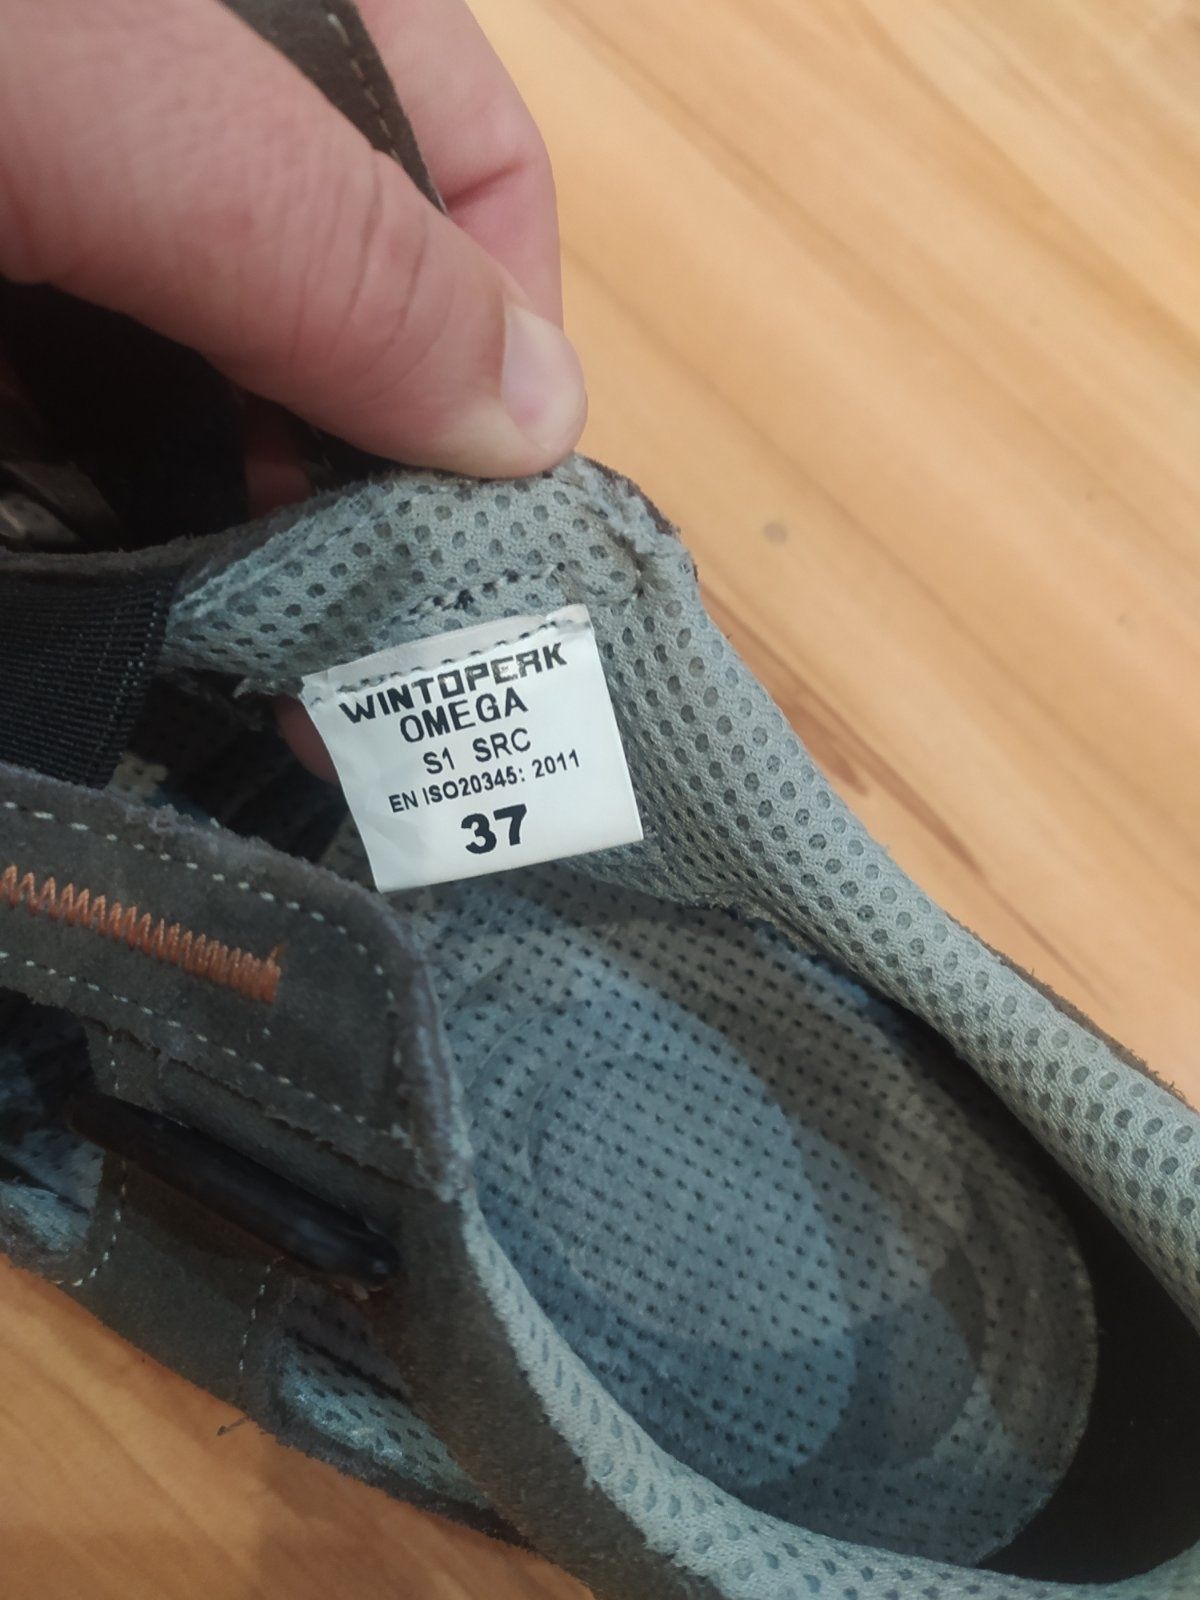 WINTOPERK
OMEGA
S1 SRC
EN ISO20345: 2011
37